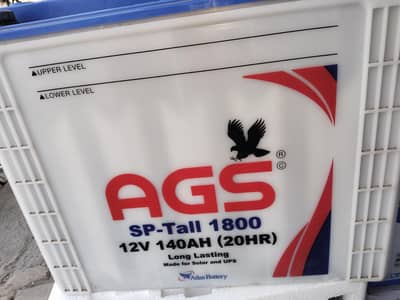 ▲UPPER LEVEL
▲LOWER LEVEL
AGS ® ©
SP-Tall 1800
12V 140AH (20HR)
Long Lasting
Made for Solar and UPS
Atlas Battery